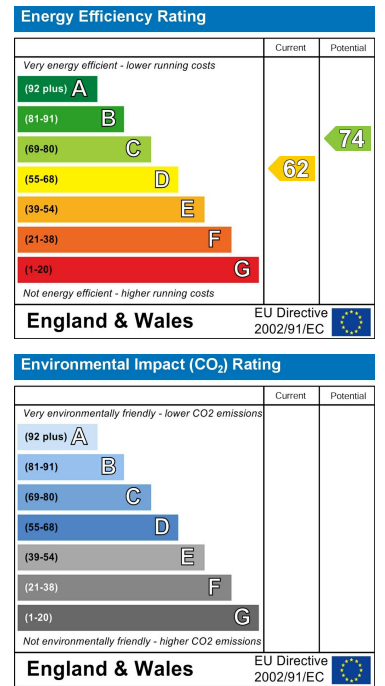 Energy Efficiency Rating
Current Potential
Very energy efficient - lower running costs
(92 plus) A
(81-91) B
(69-80) C
(55-68) D
(39-54) E
(21-38) F
(1-20) G
62
74
Not energy efficient - higher running costs
England & Wales
EU Directive
2002/91/EC
Environmental Impact (CO₂) Rating
Current Potential
Very environmentally friendly - lower CO2 emissions
(92 plus) A
(81-91) B
(69-80) C
(55-68) D
(39-54) E
(21-38) F
(1-20) G
Not environmentally friendly - higher CO2 emissions
England & Wales
EU Directive
2002/91/EC